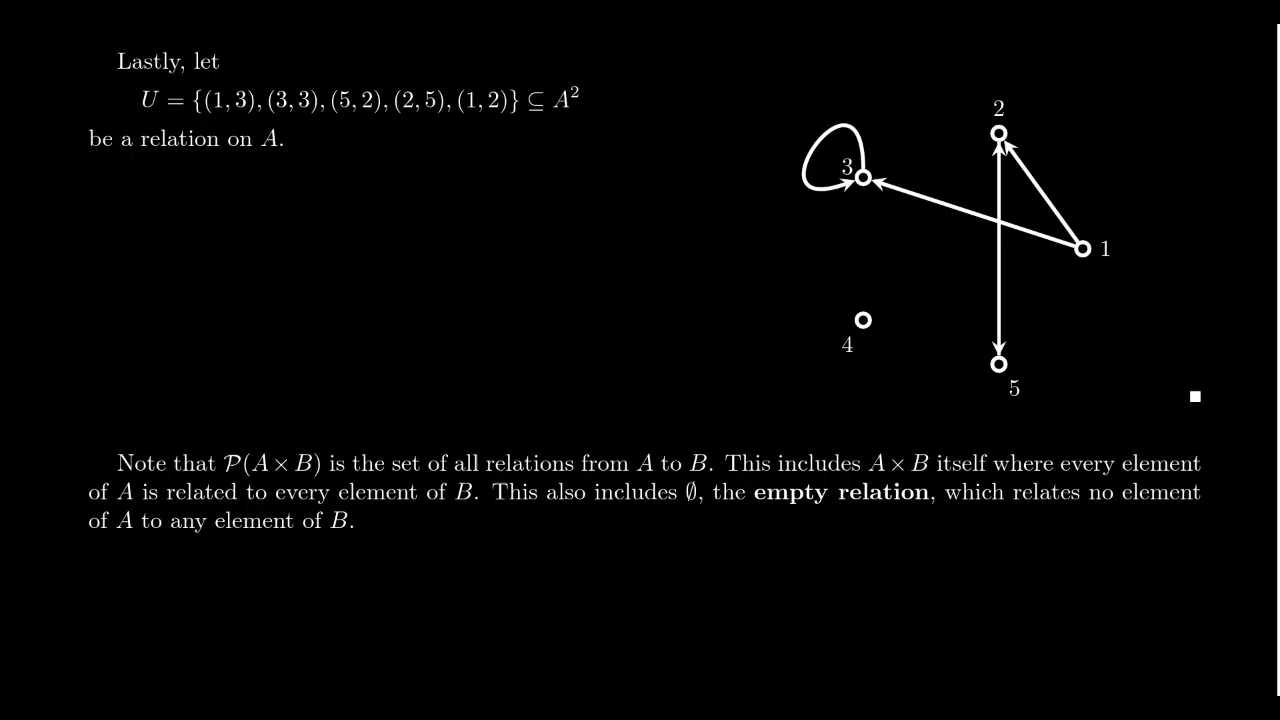 Lastly, let
U = {(1, 3), (3, 3), (5, 2), (2, 5), (1, 2)} ⊆ A²
be a relation on A.
2
3
1
4
5
Note that 𝒫(A × B) is the set of all relations from A to B. This includes A × B itself where every element
of A is related to every element of B. This also includes ∅, the empty relation, which relates no element
of A to any element of B.